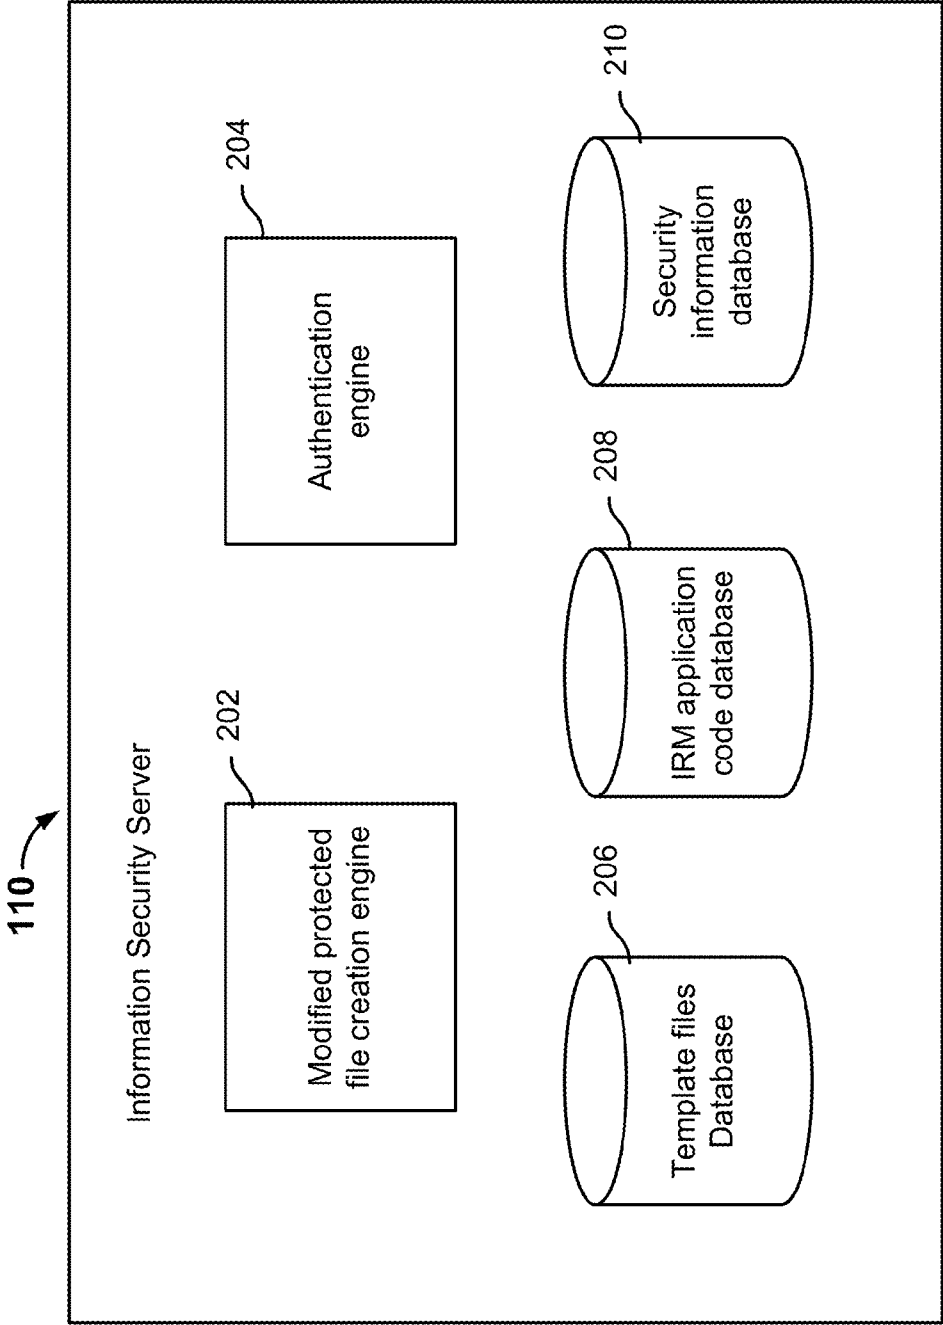 110
Information Security Server
202
Modified protected
file creation engine
204
Authentication
engine
206
Template files
Database
208
IRM application
code database
210
Security
information
database